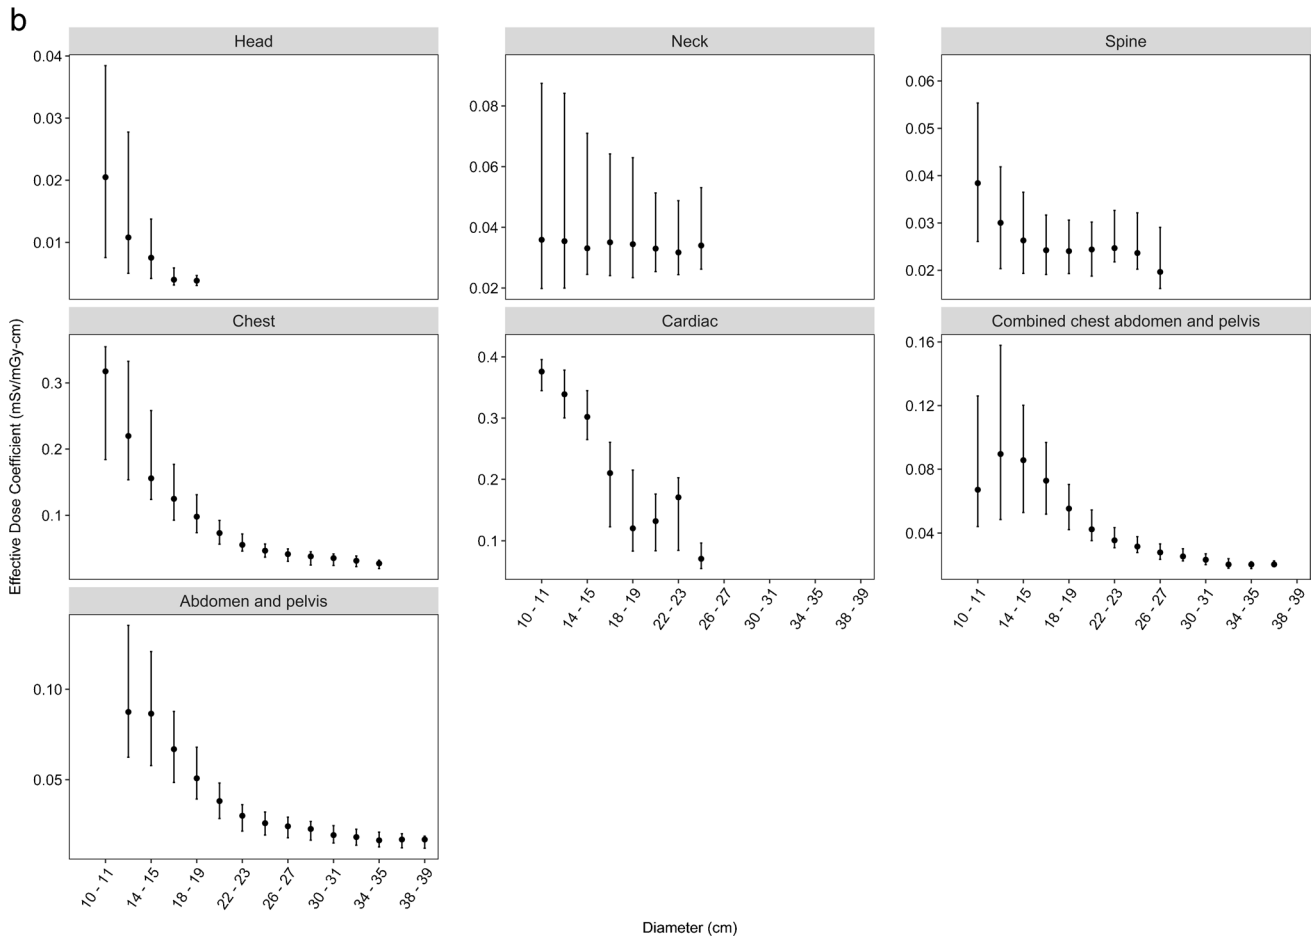 b
Head
Neck
Spine
0.04
0.03
0.02
0.01
0.08
0.06
0.04
0.02
0.06
0.05
0.04
0.03
0.02
Chest
Cardiac
Combined chest abdomen and pelvis
0.3
0.2
0.1
0.4
0.3
0.2
0.1
0.16
0.12
0.08
0.04
10 - 11
14 - 15
18 - 19
22 - 23
26 - 27
30 - 31
34 - 35
38 - 39
10 - 11
14 - 15
18 - 19
22 - 23
26 - 27
30 - 31
34 - 35
38 - 39
Abdomen and pelvis
0.10
0.05
10 - 11
14 - 15
18 - 19
22 - 23
26 - 27
30 - 31
34 - 35
38 - 39
Effective Dose Coefficient (mSv/mGy-cm)
Diameter (cm)